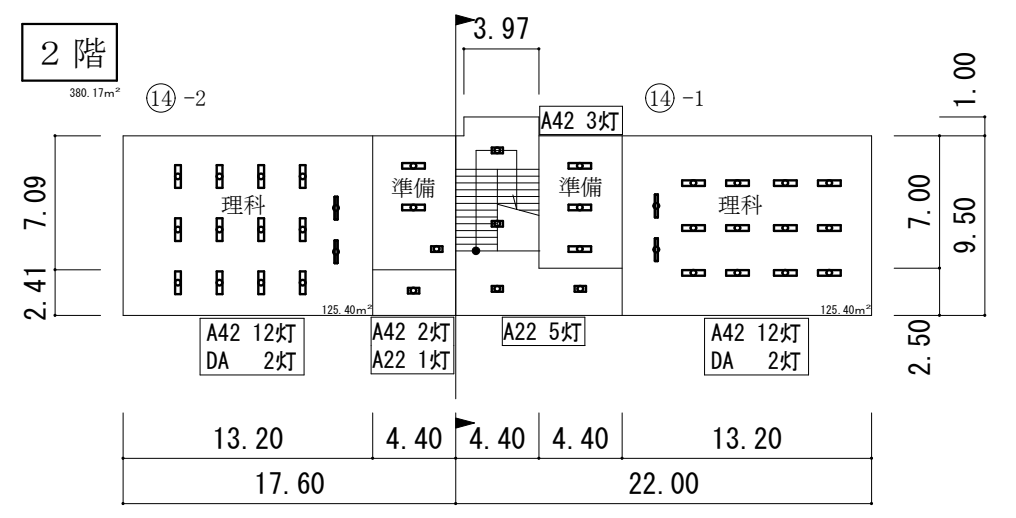 3.97
2 階
380.17m²
⑭ -2
A42 3灯
⑭ -1
1.00
7.09
2.41
理科
準備
準備
理科
7.00
9.50
2.50
125.40m²
125.40m²
A42 12灯
DA 2灯
A42 2灯
A22 1灯
A22 5灯
A42 12灯
DA 2灯
13.20
4.40
4.40
4.40
13.20
17.60
22.00